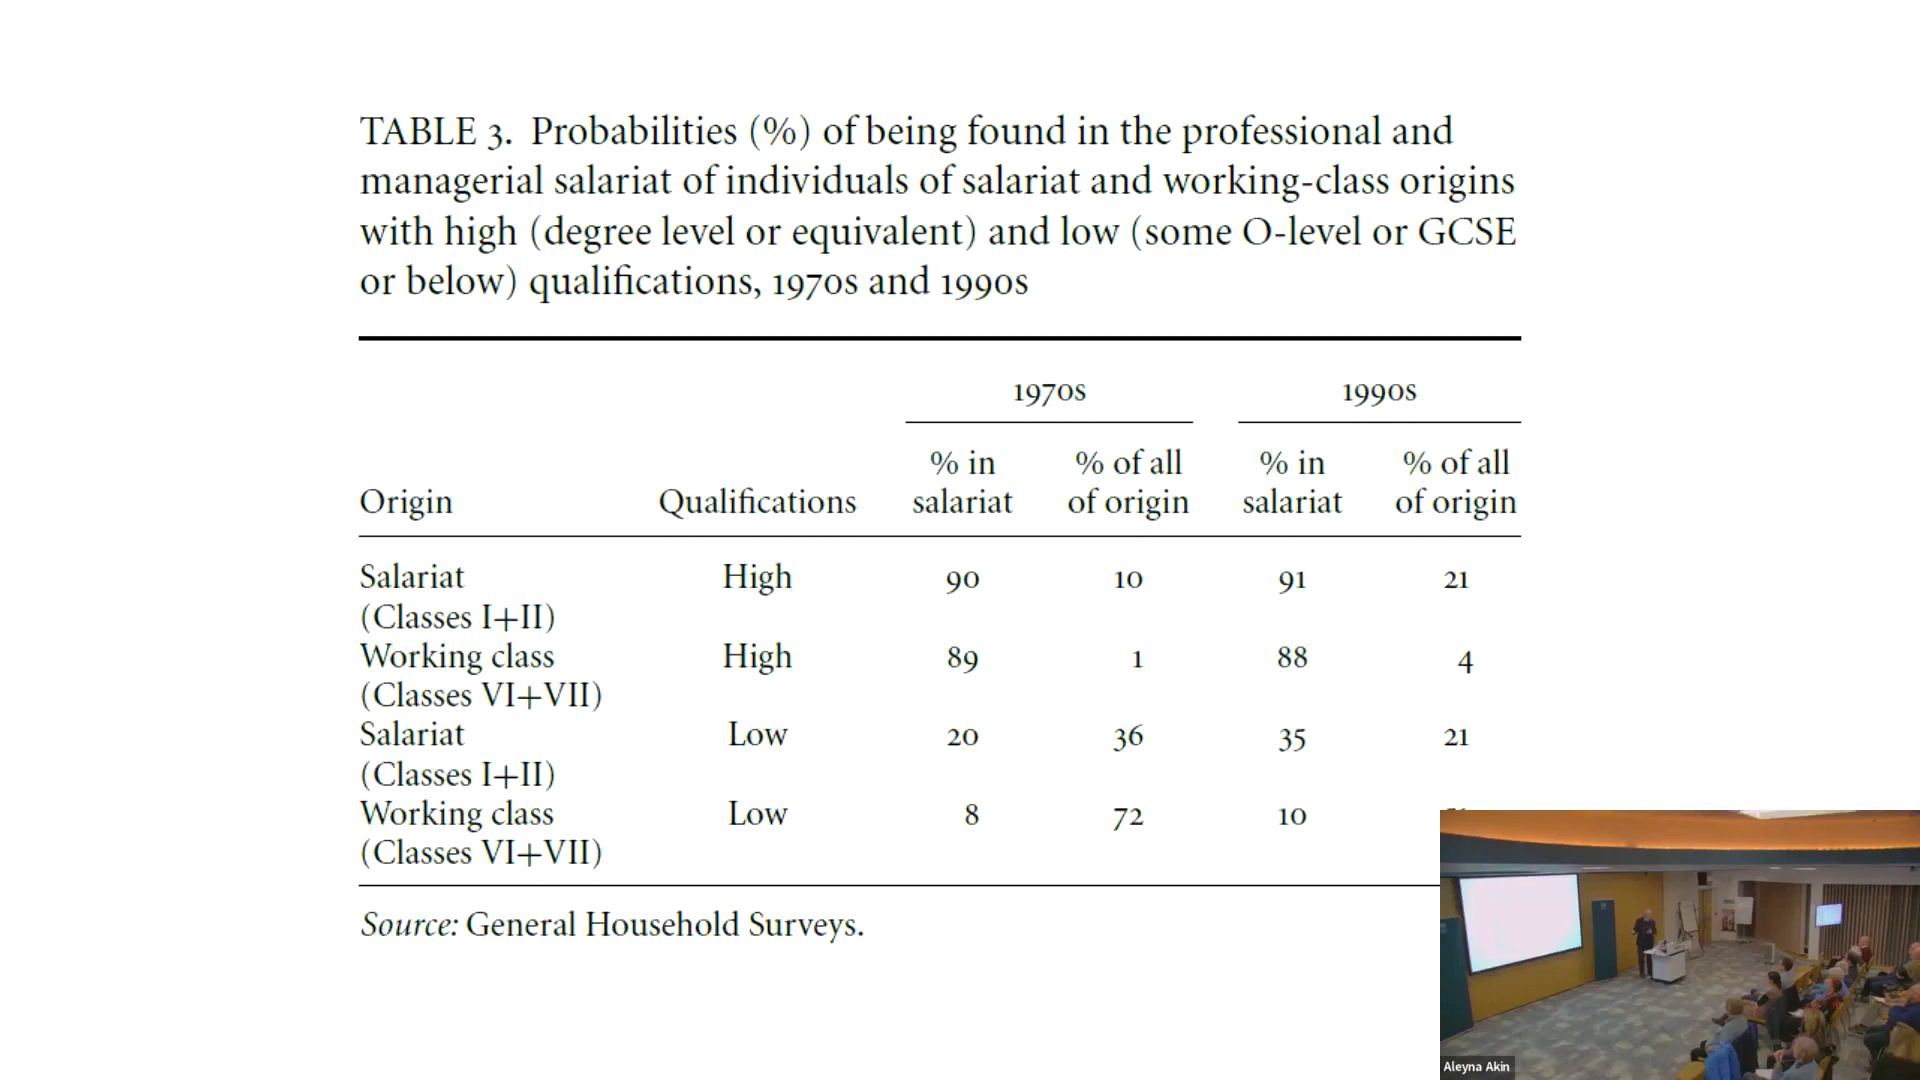 TABLE 3. Probabilities (%) of being found in the professional and
managerial salariat of individuals of salariat and working-class origins
with high (degree level or equivalent) and low (some O-level or GCSE
or below) qualifications, 1970s and 1990s
1970s 1990s
% in % of all % in % of all
Origin Qualifications salariat of origin salariat of origin
Salariat High 90 10 91 21
(Classes I+II)
Working class High 89 1 88 4
(Classes VI+VII)
Salariat Low 20 36 35 21
(Classes I+II)
Working class Low 8 72 10
(Classes VI+VII)
Source: General Household Surveys.
Aleyna Akin